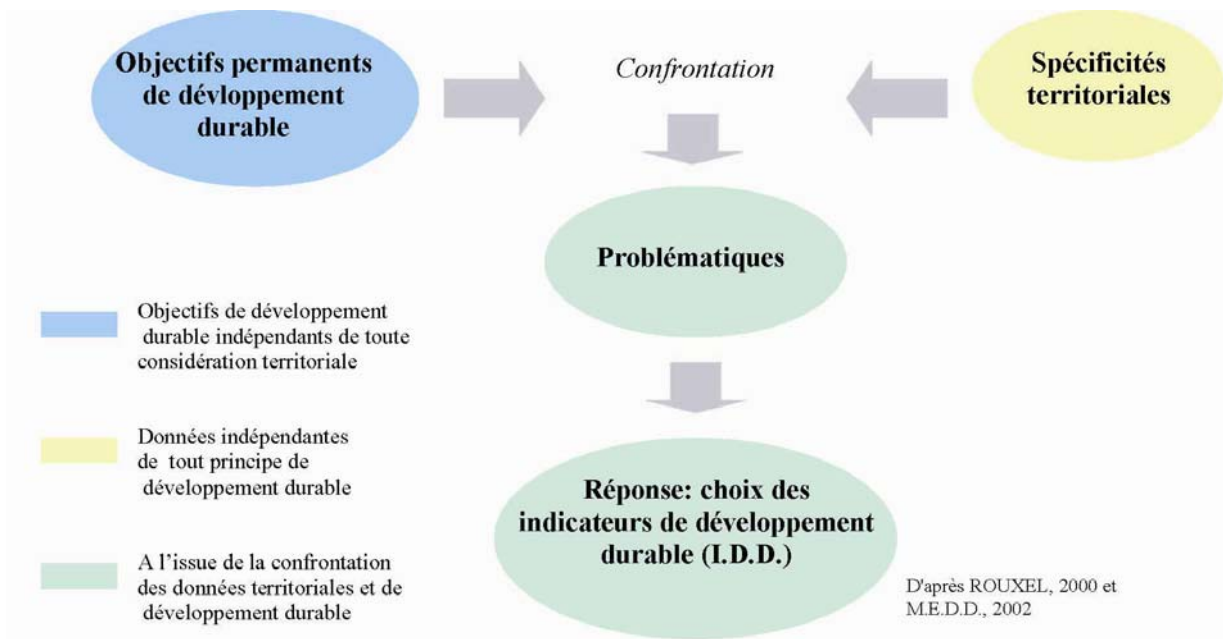 Objectifs permanents
de dévloppement
durable
Confrontation
Spécificités
territoriales
Problématiques
Objectifs de développement
durable indépendants de toute
considération territoriale
Données indépendantes
de tout principe de
développement durable
Réponse: choix des
indicateurs de développement
durable (I.D.D.)
A l'issue de la confrontation
des données territoriales et de
développement durable
D'après ROUXEL, 2000 et
M.E.D.D., 2002